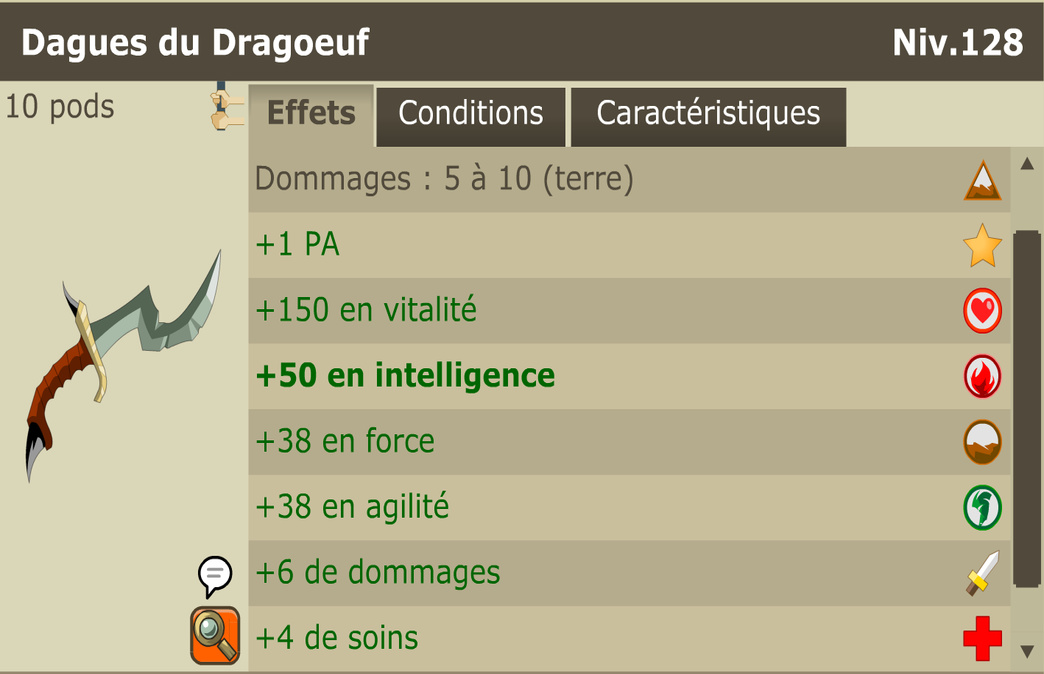 Dagues du Dragoeuf
Niv.128
10 pods
Effets
Conditions
Caractéristiques
Dommages : 5 à 10 (terre)
+1 PA
+150 en vitalité
+50 en intelligence
+38 en force
+38 en agilité
+6 de dommages
+4 de soins